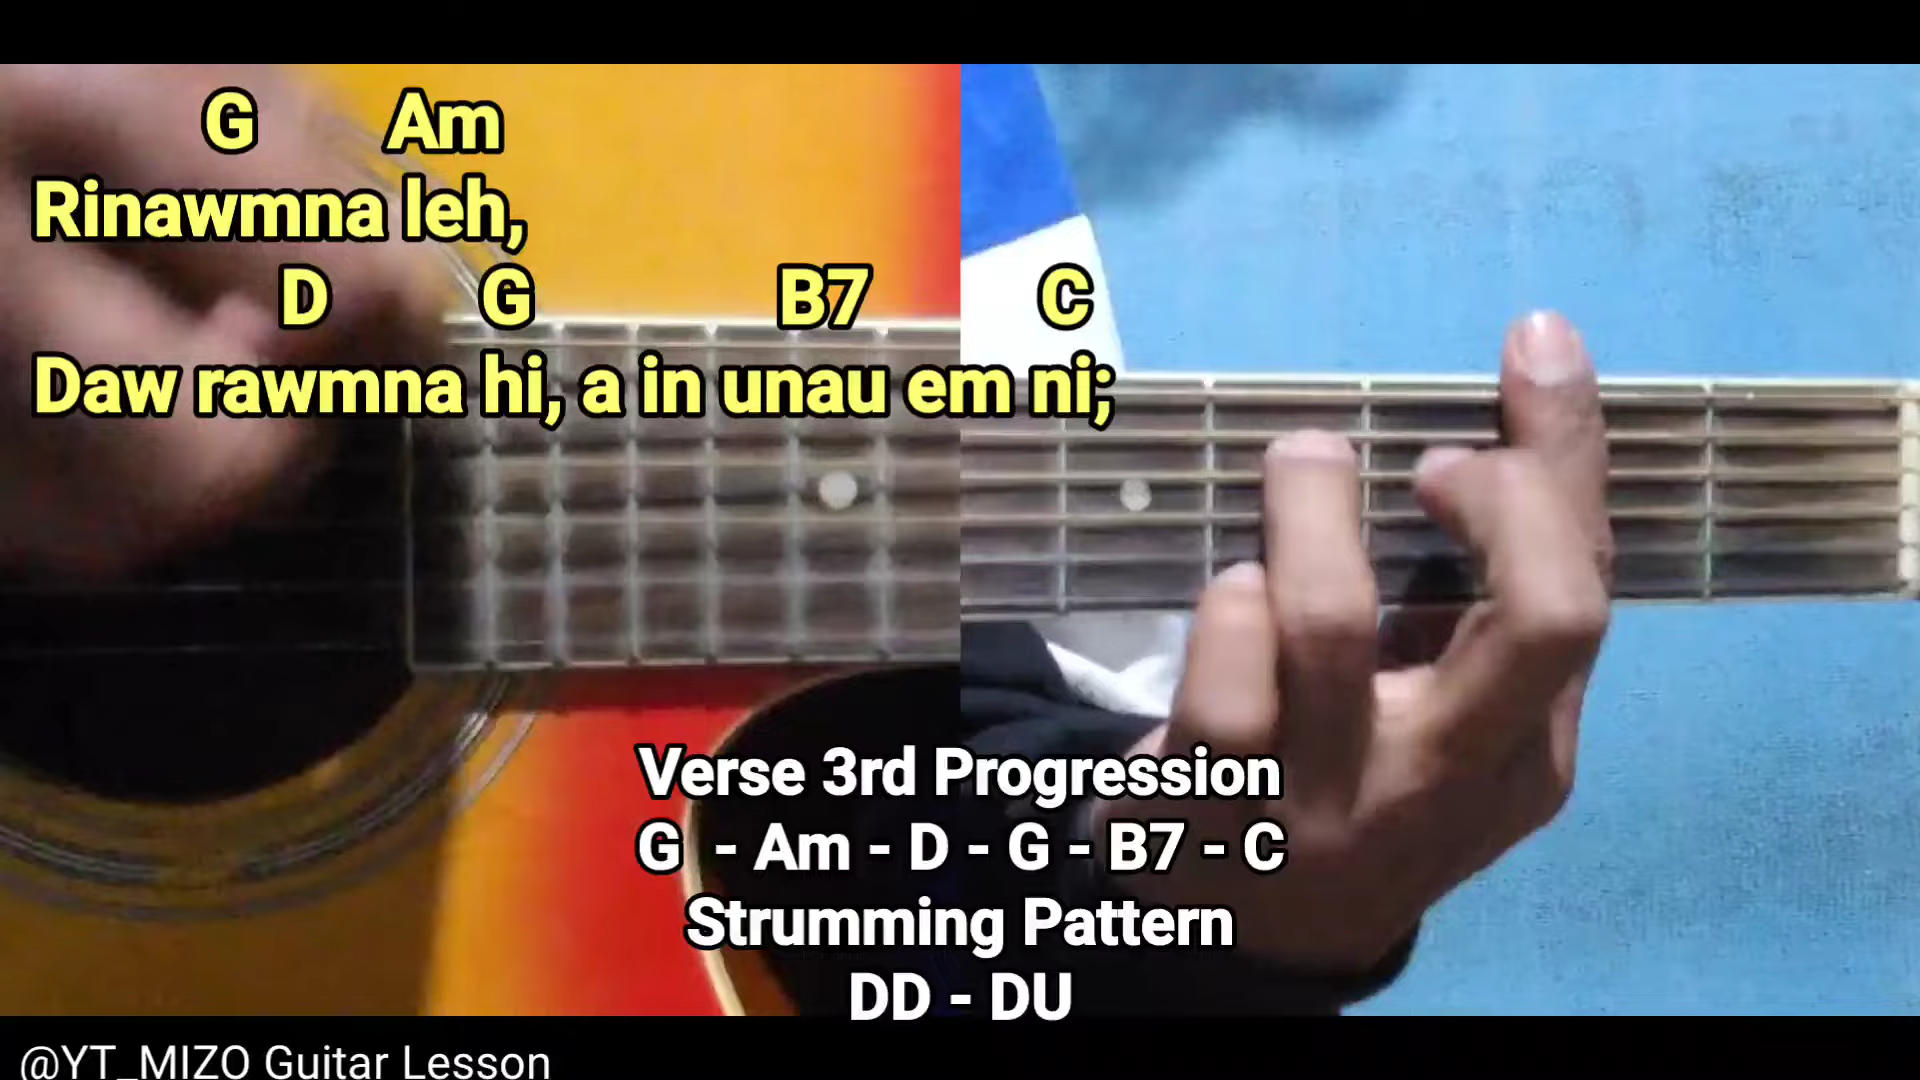 G Am
Rinawmna leh,
D G B7 C
Daw rawmna hi, a in unau em ni;
Verse 3rd Progression
G - Am - D - G - B7 - C
Strumming Pattern
DD - DU
@YT_MIZO Guitar Lesson